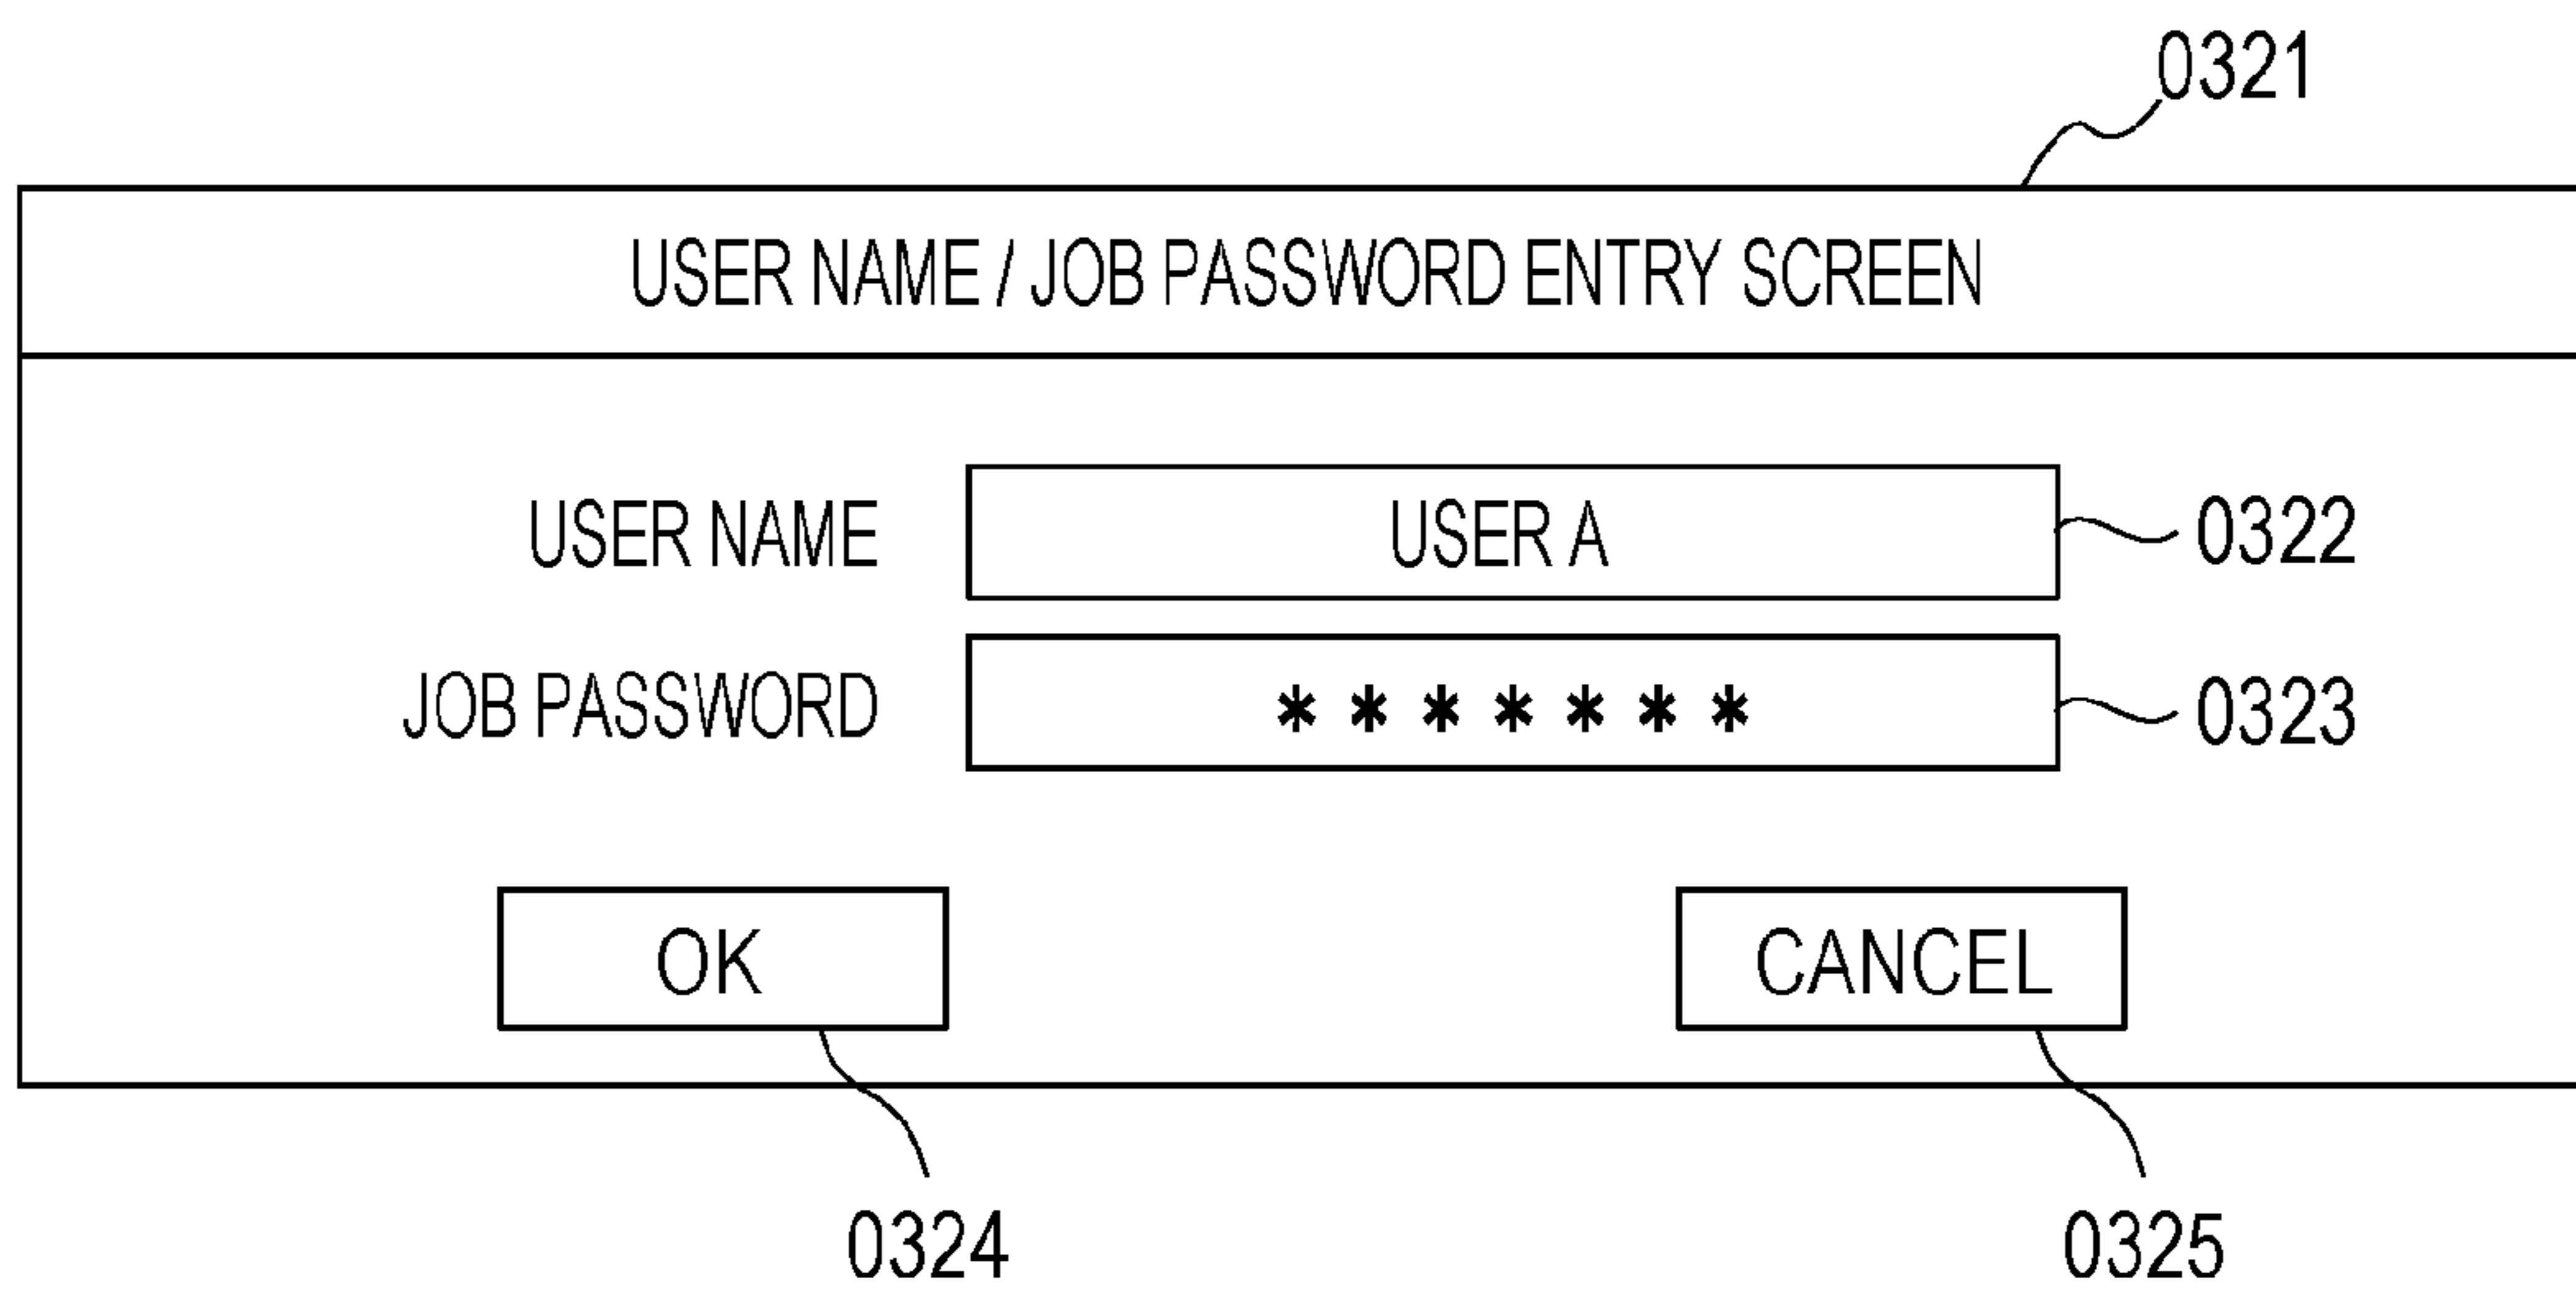 0321
USER NAME / JOB PASSWORD ENTRY SCREEN
USER NAME USER A 0322
JOB PASSWORD * * * * * * * 0323
OK CANCEL
0324 0325